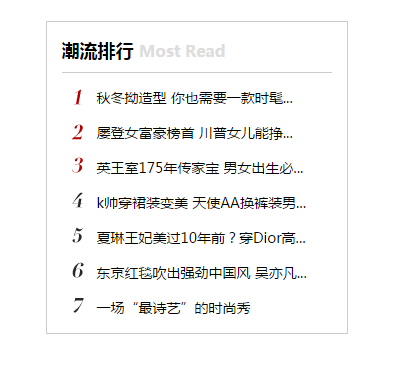 潮流排行 Most Read
1 秋冬拗造型 你也需要一款时髦...
2 屡登女富豪榜首 川普女儿能挣...
3 英王室175年传家宝 男女出生必...
4 k帅穿裙装变美 天使AA换裤装男...
5 夏琳王妃美过10年前？穿Dior高...
6 东京红毯吹出强劲中国风 吴亦凡...
7 一场“最诗艺”的时尚秀